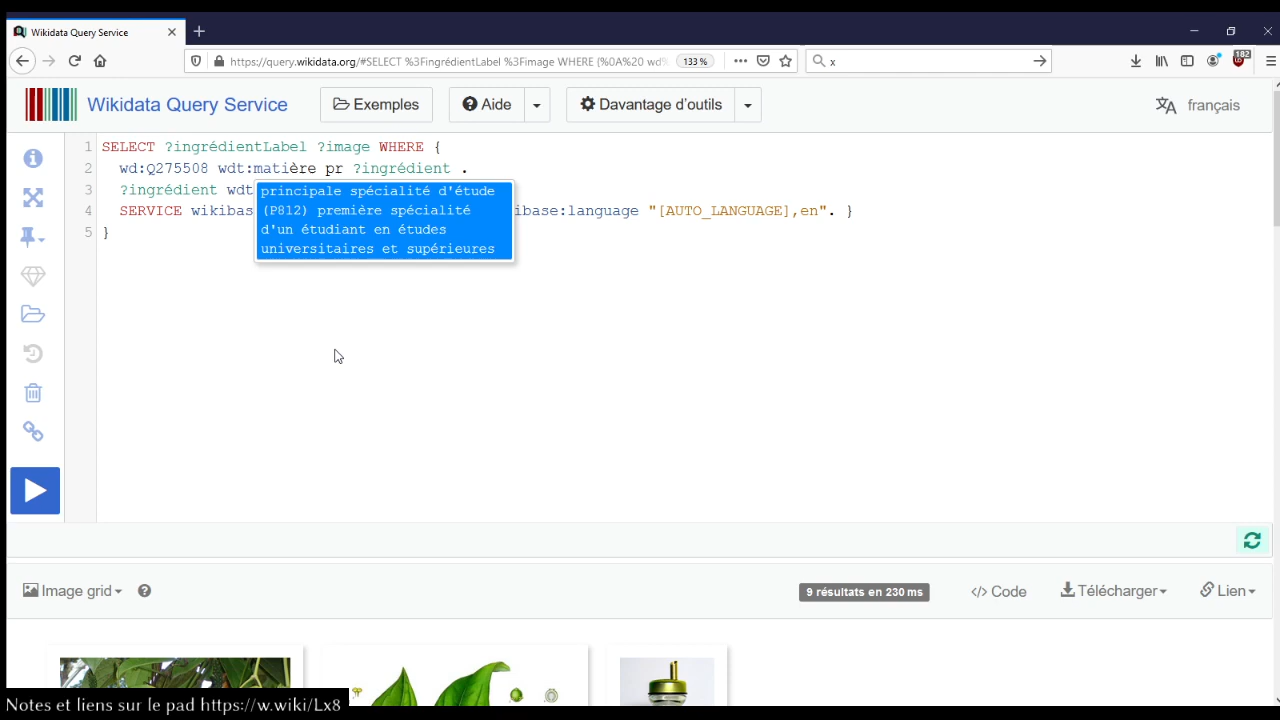 Wikidata Query Service
https://query.wikidata.org/#SELECT %3FingrédientLabel %3Fimage WHERE {%0A%20 wd%
133 %
x
182
Wikidata Query Service
Exemples
Aide
Davantage d'outils
français
1 SELECT ?ingrédientLabel ?image WHERE {
2 wd:Q275508 wdt:matière pr ?ingrédient .
3 ?ingrédient wdt
4 SERVICE wikibas ibase:language "[AUTO_LANGUAGE],en". }
5 }
principale spécialité d'étude
(P812) première spécialité
d'un étudiant en études
universitaires et supérieures
Image grid
9 résultats en 230 ms
</> Code
Télécharger
Lien
Notes et liens sur le pad https://w.wiki/Lx8